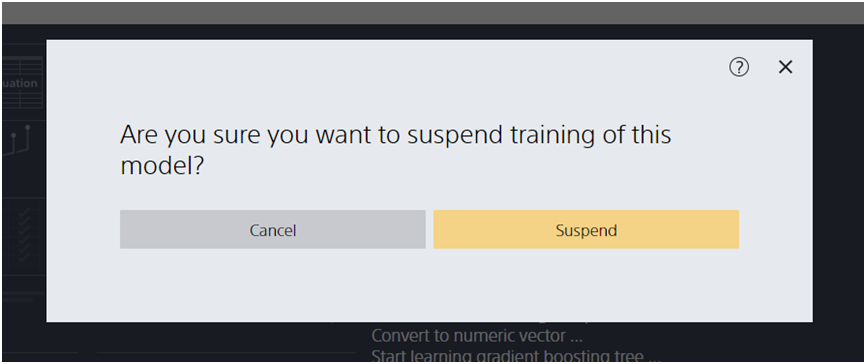 uation
?
Are you sure you want to suspend training of this
model?
Cancel
Suspend
Convert to numeric vector ...
Start learning gradient boosting tree ...